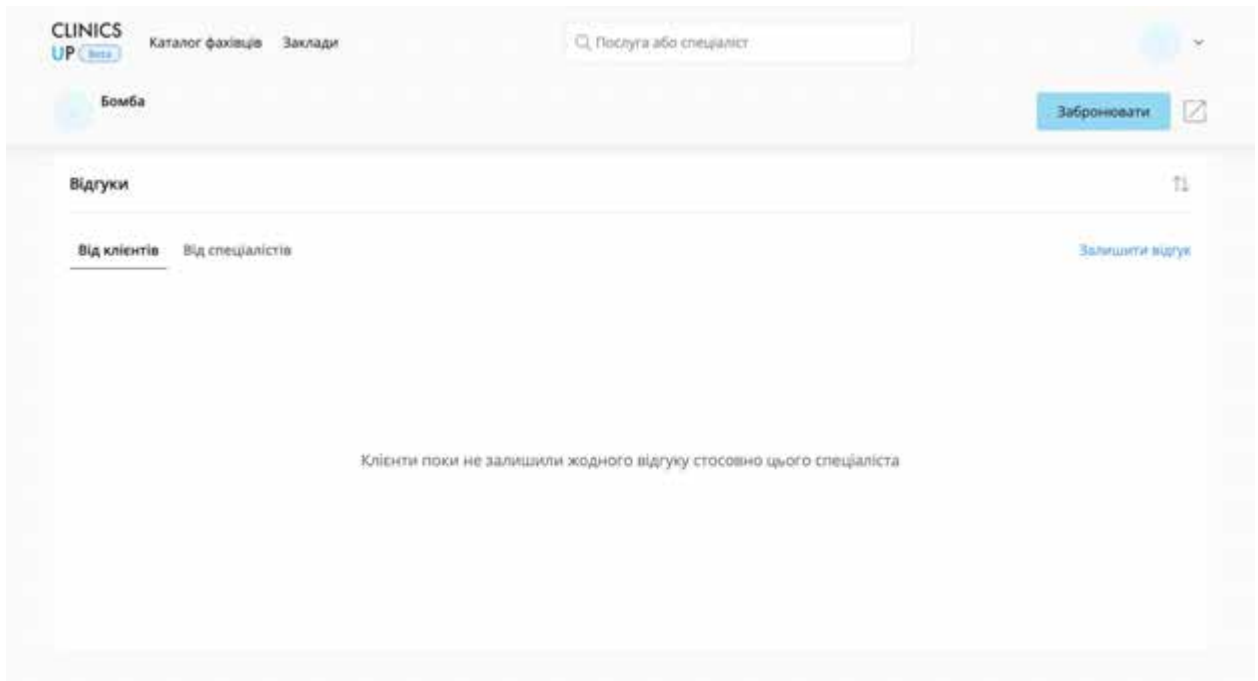 CLINICS
UP Beta
Каталог фахівців Заклади
Послуга або спеціаліст
Бомба
Забронювати
Відгуки
Від клієнтів Від спеціалістів
Залишити відгук
Клієнти поки не залишили жодного відгуку стосовно цього спеціаліста